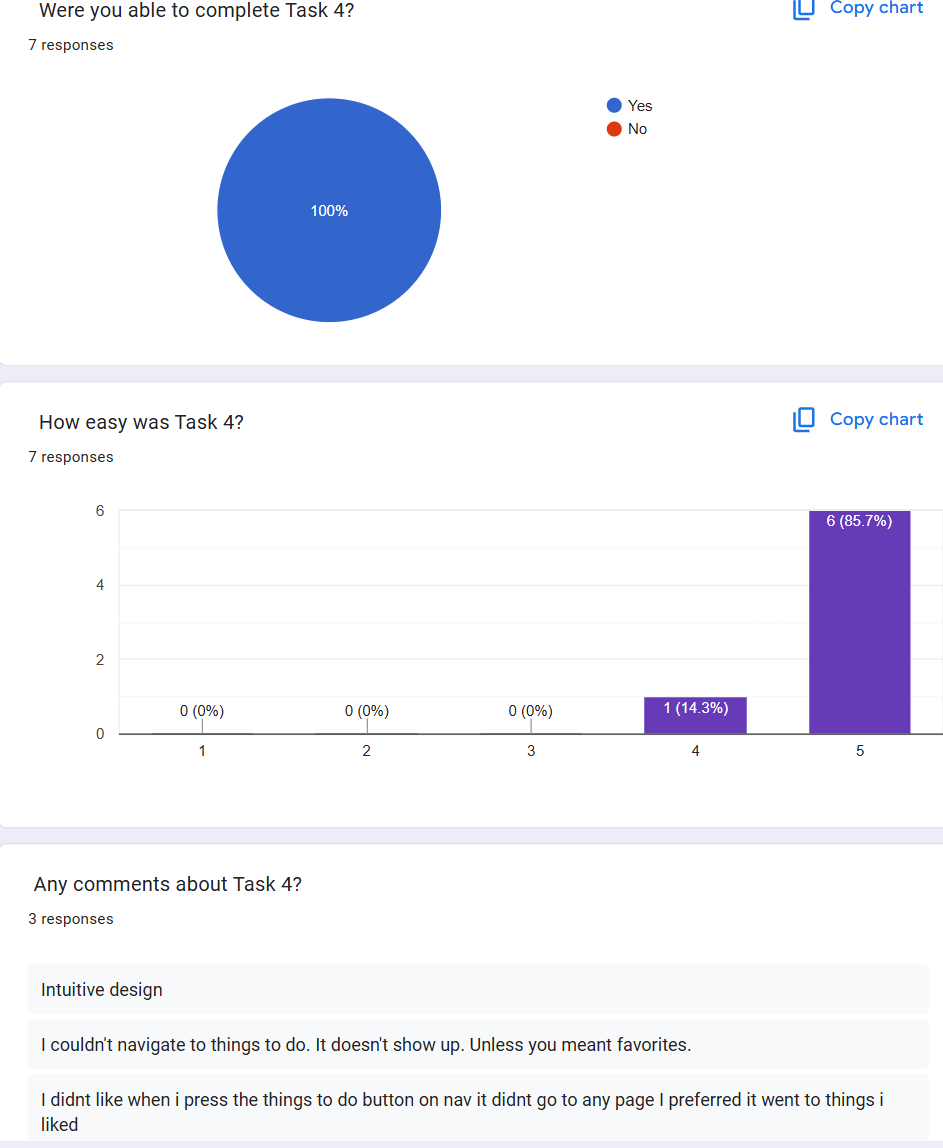 Were you able to complete Task 4?
Copy chart
7 responses
Yes
No
100%
How easy was Task 4?
Copy chart
7 responses
6
4
2
0
0 (0%)
0 (0%)
0 (0%)
1 (14.3%)
6 (85.7%)
1
2
3
4
5
Any comments about Task 4?
3 responses
Intuitive design
I couldn't navigate to things to do. It doesn't show up. Unless you meant favorites.
I didnt like when i press the things to do button on nav it didnt go to any page I preferred it went to things i
liked